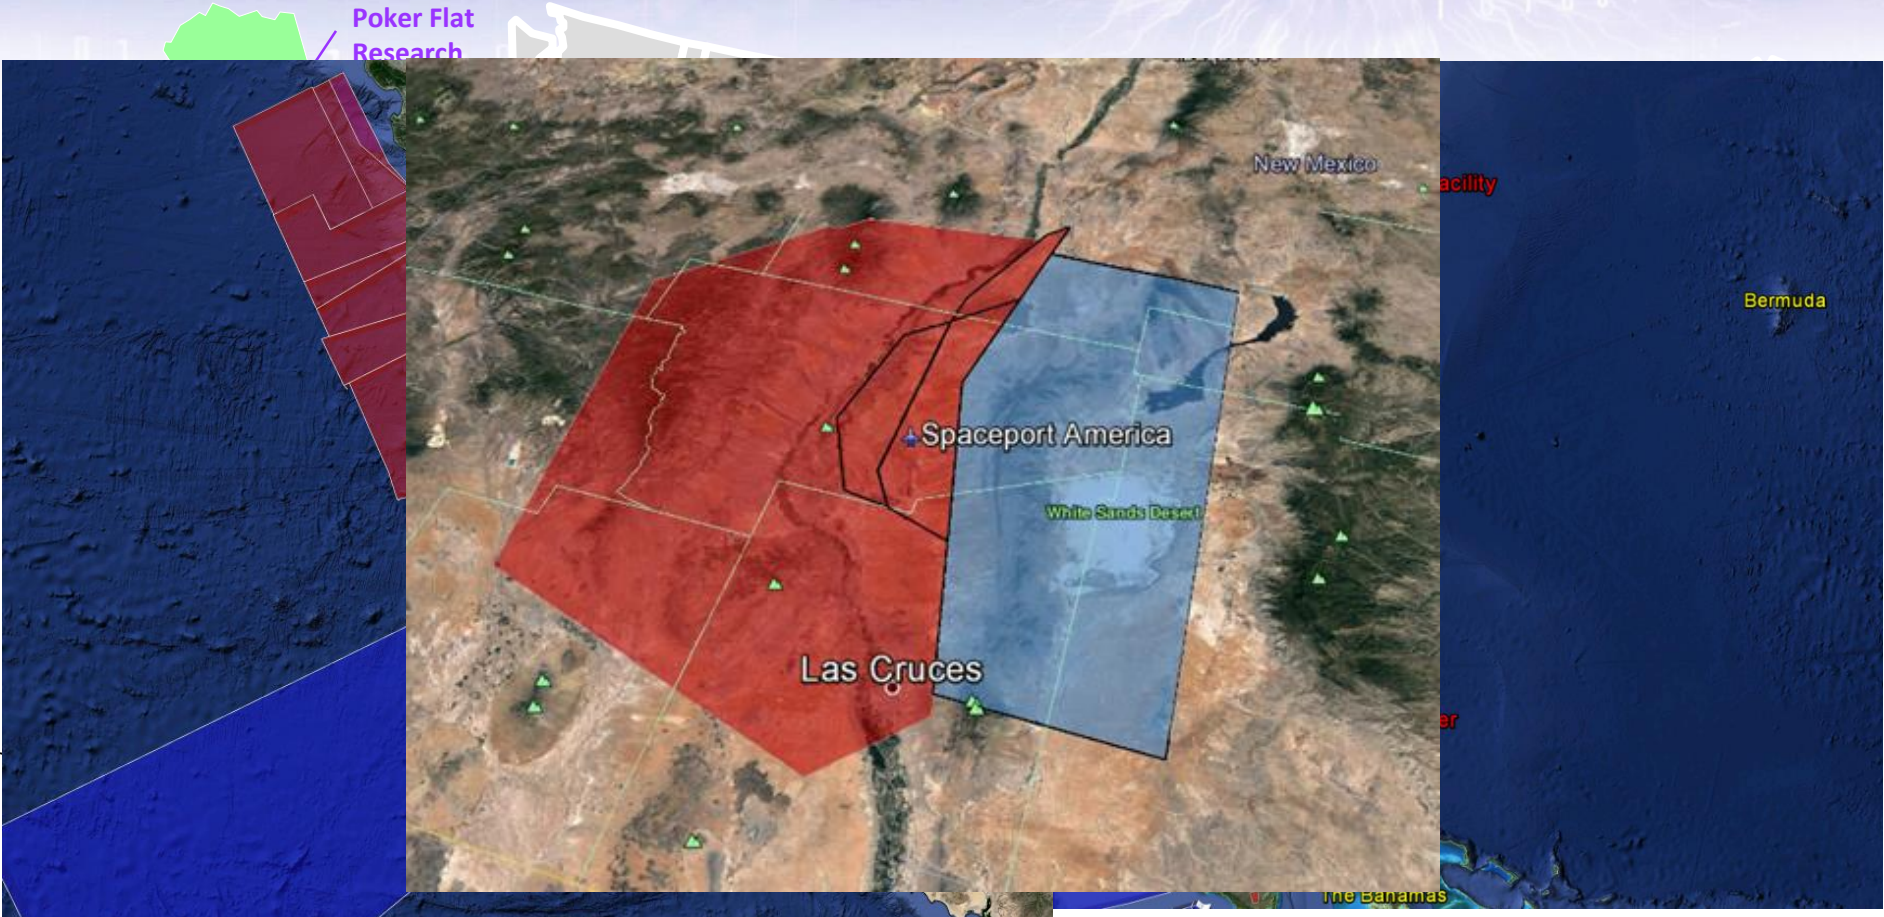 Poker Flat
Research
New Mexico
acility
Bermuda
Spaceport America
White Sands Desert
Las Cruces
er
The Bahamas